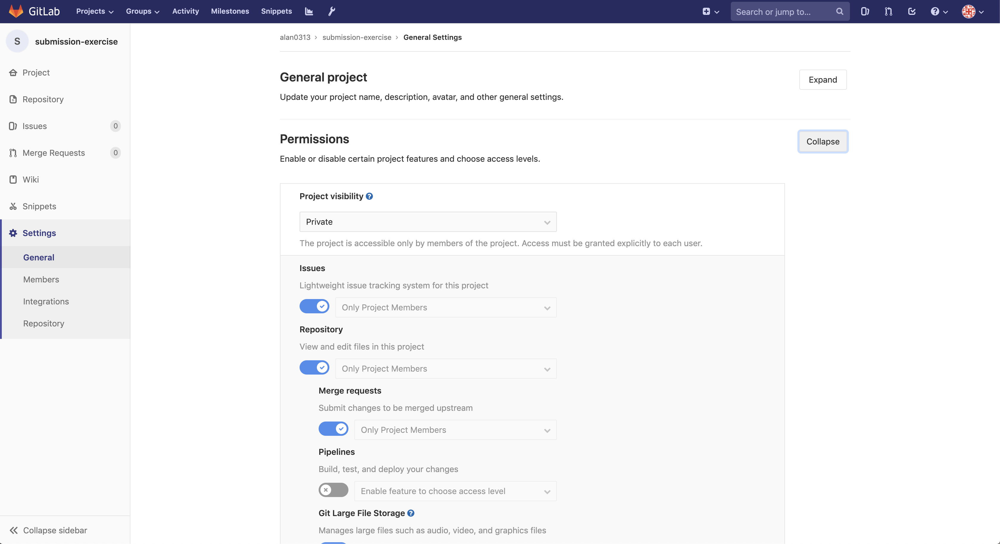 GitLab
Projects
Groups
Activity
Milestones
Snippets
Search or jump to...
S
submission-exercise
Project
Repository
Issues
0
Merge Requests
0
Wiki
Snippets
Settings
General
Members
Integrations
Repository
Collapse sidebar
alan0313 > submission-exercise > General Settings
General project
Expand
Update your project name, description, avatar, and other general settings.
Permissions
Collapse
Enable or disable certain project features and choose access levels.
Project visibility
Private
The project is accessible only by members of the project. Access must be granted explicitly to each user.
Issues
Lightweight issue tracking system for this project
Only Project Members
Repository
View and edit files in this project
Only Project Members
Merge requests
Submit changes to be merged upstream
Only Project Members
Pipelines
Build, test, and deploy your changes
Enable feature to choose access level
Git Large File Storage
Manages large files such as audio, video, and graphics files